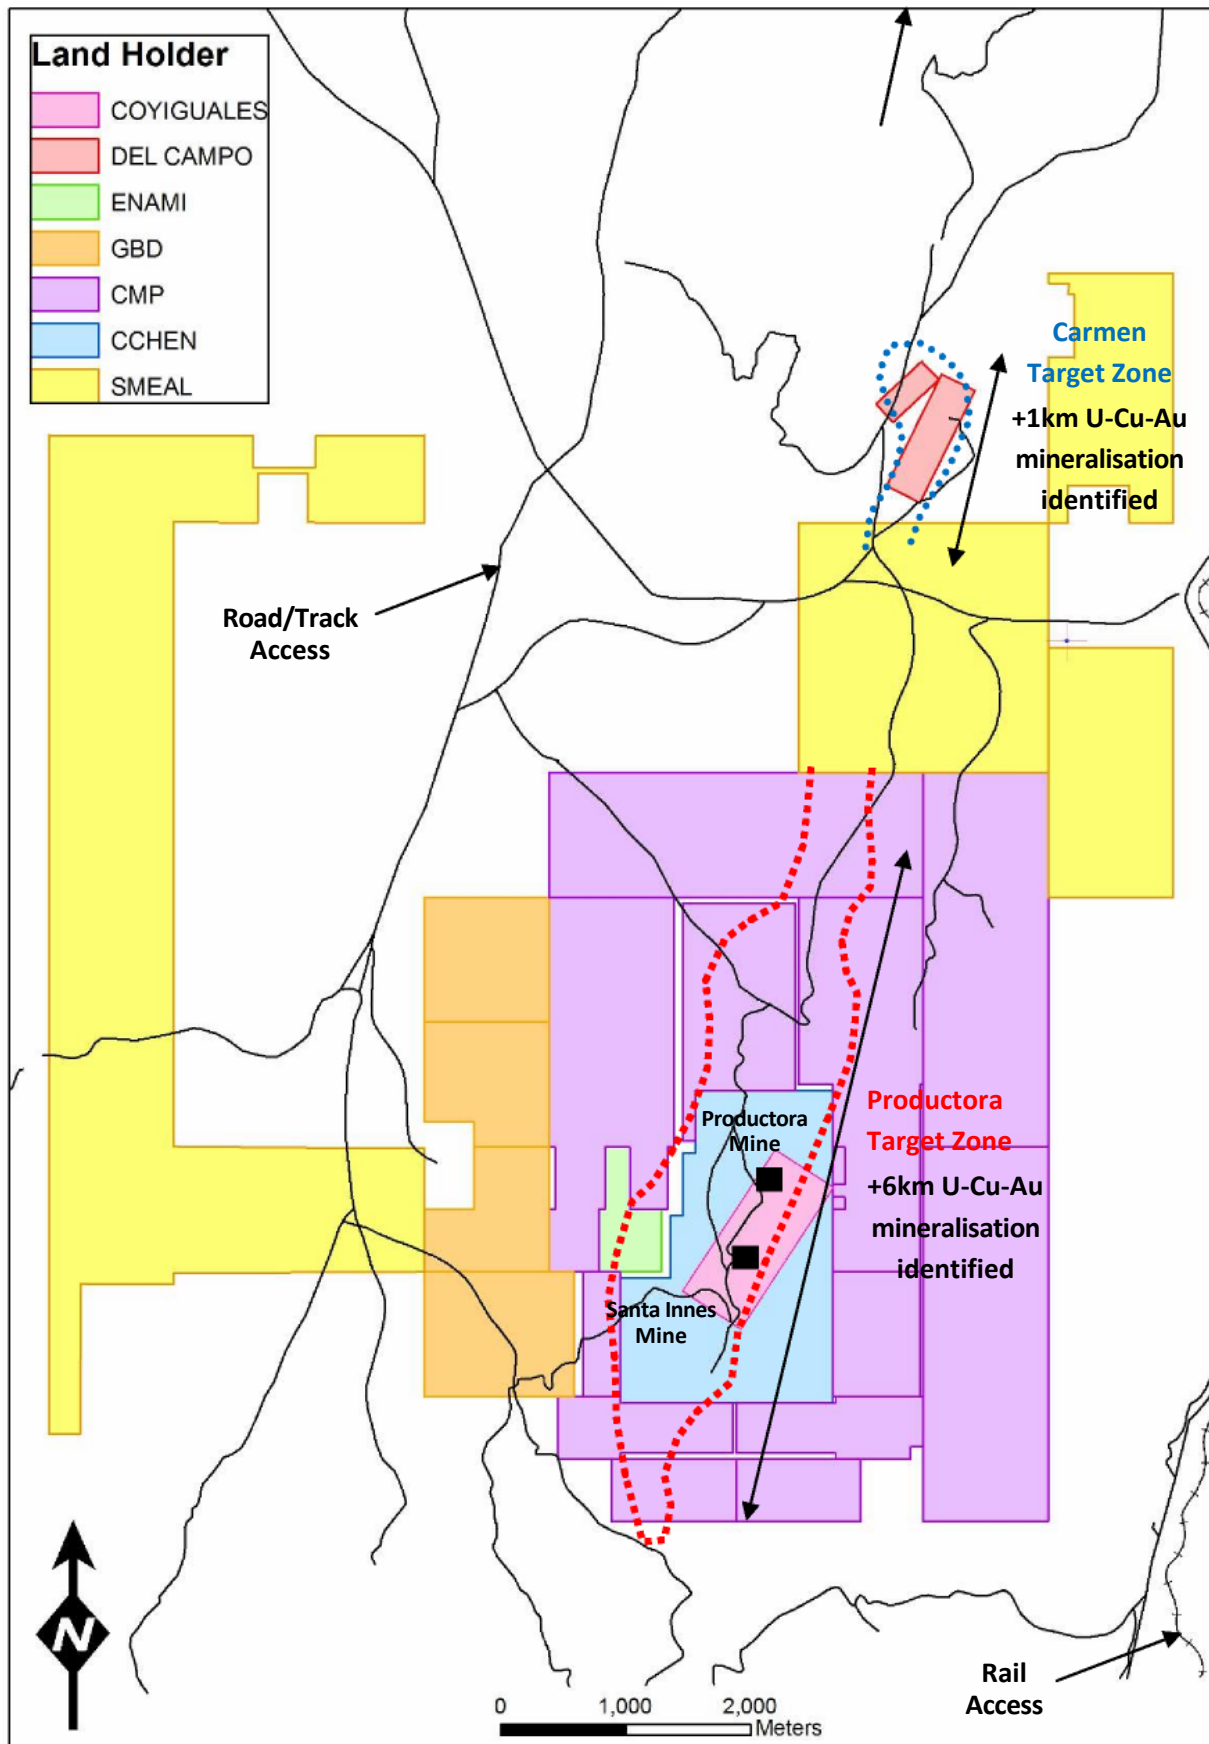 Land Holder
COYIGUALES
DEL CAMPO
ENAMI
GBD
CMP
CCHEN
SMEAL
Carmen
Target Zone
+1km U-Cu-Au
mineralisation
identified
Road/Track
Access
Productora
Mine
Productora
Target Zone
+6km U-Cu-Au
mineralisation
identified
Santa Innes
Mine
N
Rail
Access
0 1,000 2,000
Meters